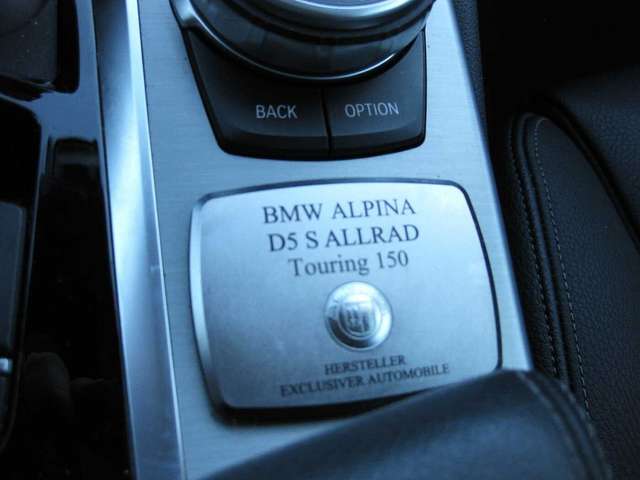 BACK OPTION
BMW ALPINA
D5 S ALLRAD
Touring 150
HERSTELLER
EXCLUSIVER AUTOMOBILE